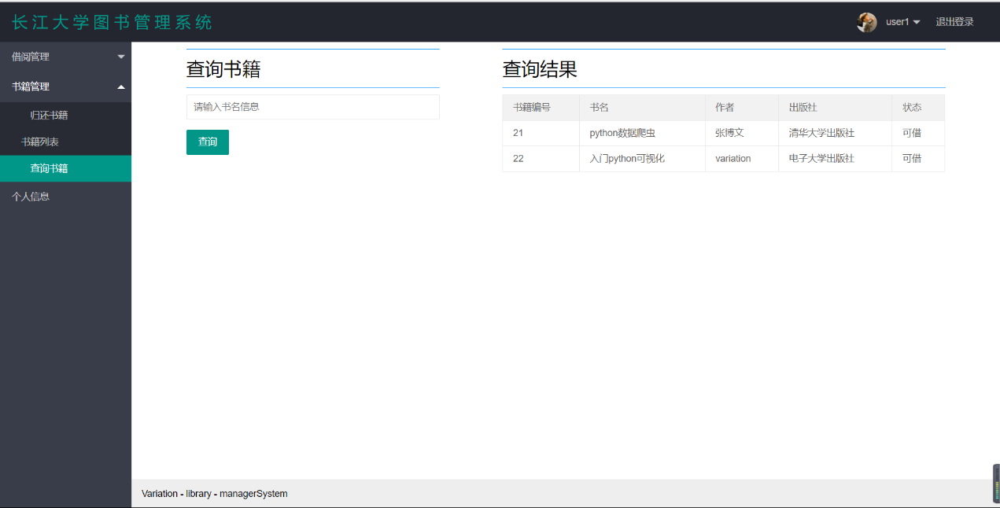 长江大学图书管理系统
user1 退出登录
借阅管理
书籍管理
归还书籍
书籍列表
查询书籍
个人信息
查询书籍
请输入书名信息
查询
查询结果
书籍编号 书名 作者 出版社 状态
21 python数据爬虫 张博文 清华大学出版社 可借
22 入门python可视化 variation 电子大学出版社 可借
Variation - library - managerSystem